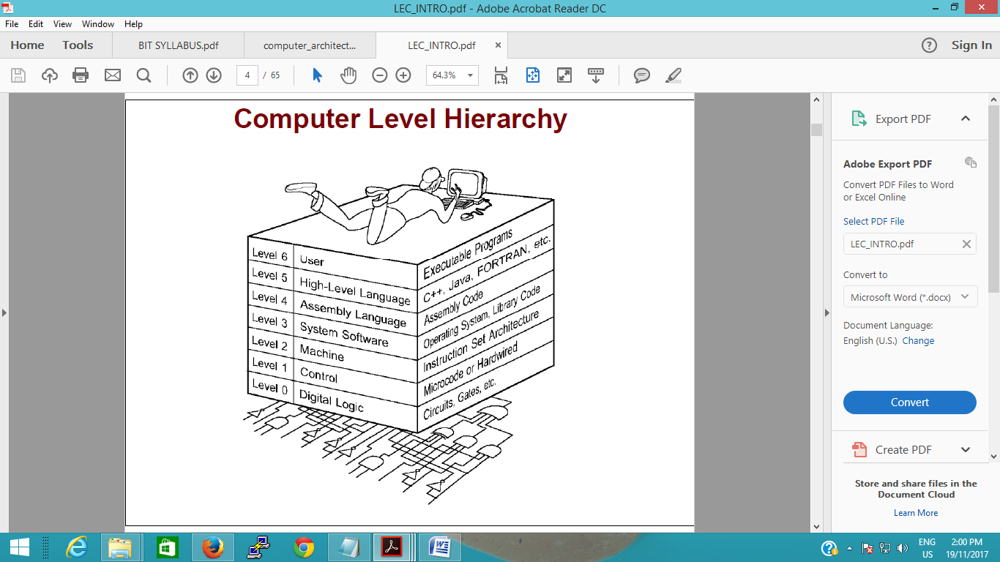 LEC_INTRO.pdf - Adobe Acrobat Reader DC
File Edit View Window Help
Home Tools BIT SYLLABUS.pdf computer_architect... LEC_INTRO.pdf Sign In
4 / 65 64.3%
Computer Level Hierarchy
Level 6 User Executable Programs
Level 5 High-Level Language C++, Java, FORTRAN, etc.
Level 4 Assembly Language Assembly Code
Level 3 System Software Operating System, Library Code
Level 2 Machine Instruction Set Architecture
Level 1 Control Microcode or Hardwired
Level 0 Digital Logic Circuits, Gates, etc.
Export PDF
Adobe Export PDF
Convert PDF Files to Word
or Excel Online
Select PDF File
LEC_INTRO.pdf
Convert to
Microsoft Word (*.docx)
Document Language:
English (U.S.) Change
Convert
Create PDF
Store and share files in the
Document Cloud
Learn More
ENG 2:00 PM
US 19/11/2017